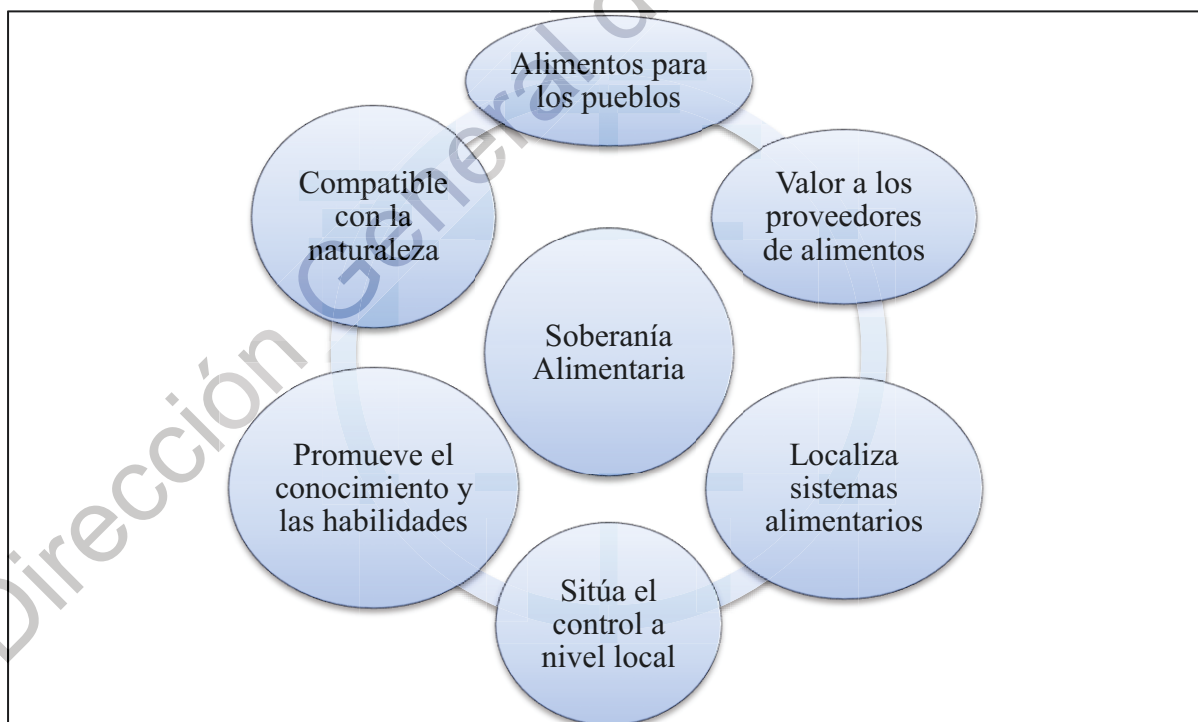 Alimentos para
los pueblos
Valor a los
proveedores
de alimentos
Localiza
sistemas
alimentarios
Sitúa el
control a
nivel local
Promueve el
conocimiento y
las habilidades
Compatible
con la
naturaleza
Soberanía
Alimentaria
Dirección General